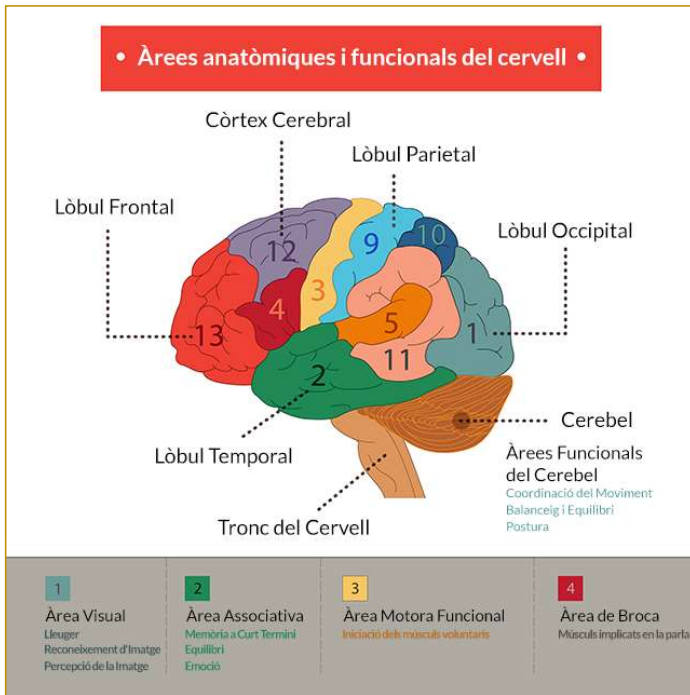 • Àrees anatòmiques i funcionals del cervell •
Còrtex Cerebral
Lòbul Parietal
Lòbul Frontal
Lòbul Occipital
12
9
10
4
3
13
5
1
2
11
Cerebel
Lòbul Temporal
Àrees Funcionals
del Cerebel
Coordinació del Moviment
Balanceig i Equilibri
Postura
Tronc del Cervell
1
Àrea Visual
Lleuger
Reconeixement d'Imatge
Percepció de la Imatge
2
Àrea Associativa
Memòria a Curt Termini
Equilibri
Emoció
3
Àrea Motora Funcional
Iniciació dels músculs voluntaris
4
Àrea de Broca
Músculs implicats en la parla